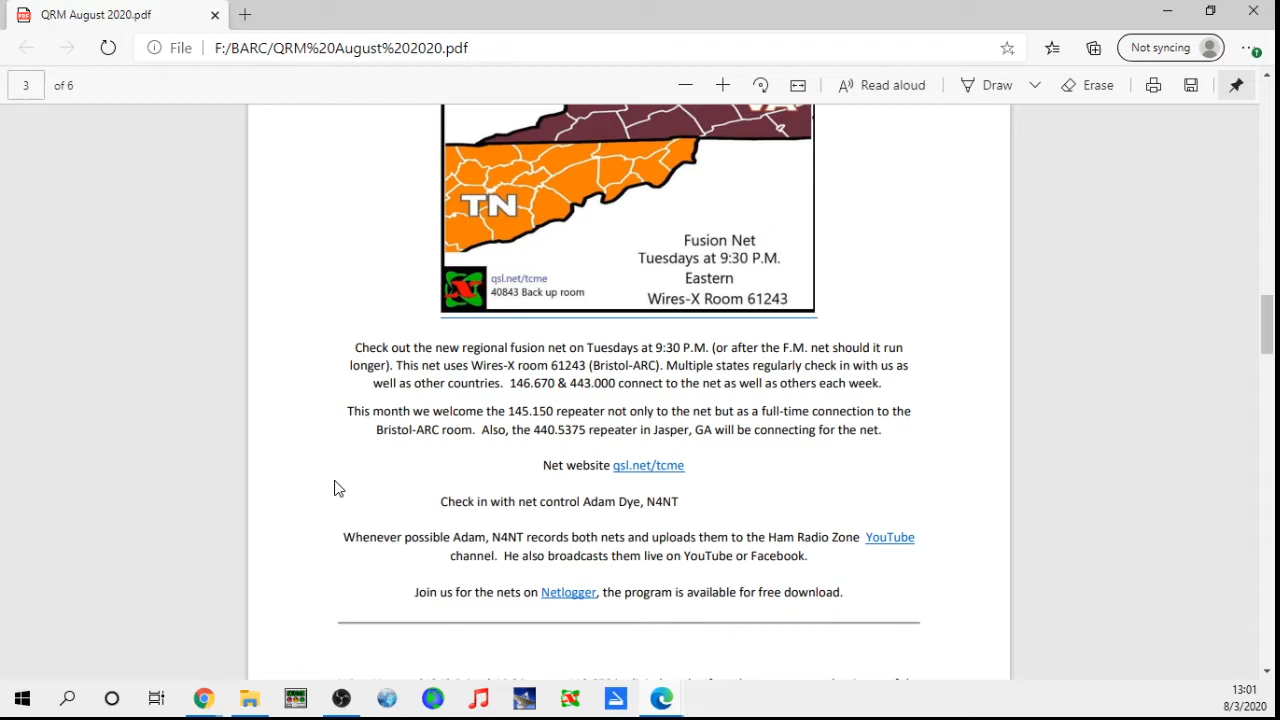 QRM August 2020.pdf
File F:/BARC/QRM%20August%202020.pdf
Not syncing
3 of 6
Read aloud
Draw
Erase
TN
Fusion Net
Tuesdays at 9:30 P.M.
Eastern
Wires-X Room 61243
qsl.net/tcme
40843 Back up room
Check out the new regional fusion net on Tuesdays at 9:30 P.M. (or after the F.M. net should it run
longer). This net uses Wires-X room 61243 (Bristol-ARC). Multiple states regularly check in with us as
well as other countries. 146.670 & 443.000 connect to the net as well as others each week.
This month we welcome the 145.150 repeater not only to the net but as a full-time connection to the
Bristol-ARC room. Also, the 440.5375 repeater in Jasper, GA will be connecting for the net.
Net website qsl.net/tcme
Check in with net control Adam Dye, N4NT
Whenever possible Adam, N4NT records both nets and uploads them to the Ham Radio Zone YouTube
channel. He also broadcasts them live on YouTube or Facebook.
Join us for the nets on Netlogger, the program is available for free download.
13:01
8/3/2020